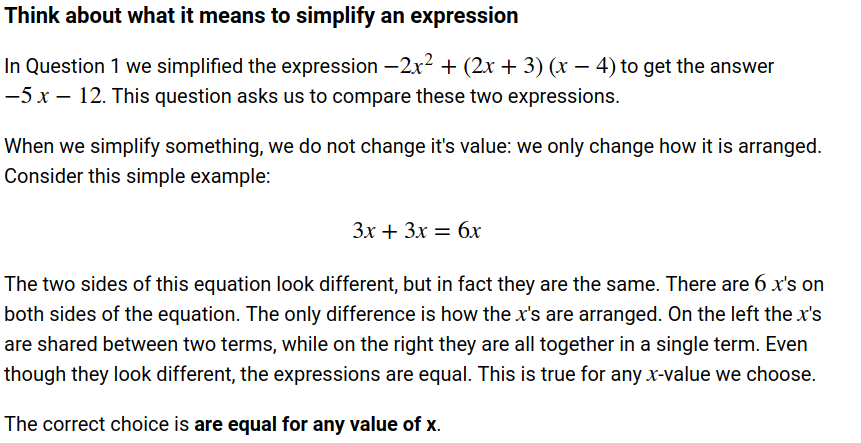 Think about what it means to simplify an expression
In Question 1 we simplified the expression −2x² + (2x + 3) (x − 4) to get the answer
−5 x − 12. This question asks us to compare these two expressions.
When we simplify something, we do not change it's value: we only change how it is arranged.
Consider this simple example:
3x + 3x = 6x
The two sides of this equation look different, but in fact they are the same. There are 6 x's on
both sides of the equation. The only difference is how the x's are arranged. On the left the x's
are shared between two terms, while on the right they are all together in a single term. Even
though they look different, the expressions are equal. This is true for any x-value we choose.
The correct choice is are equal for any value of x.